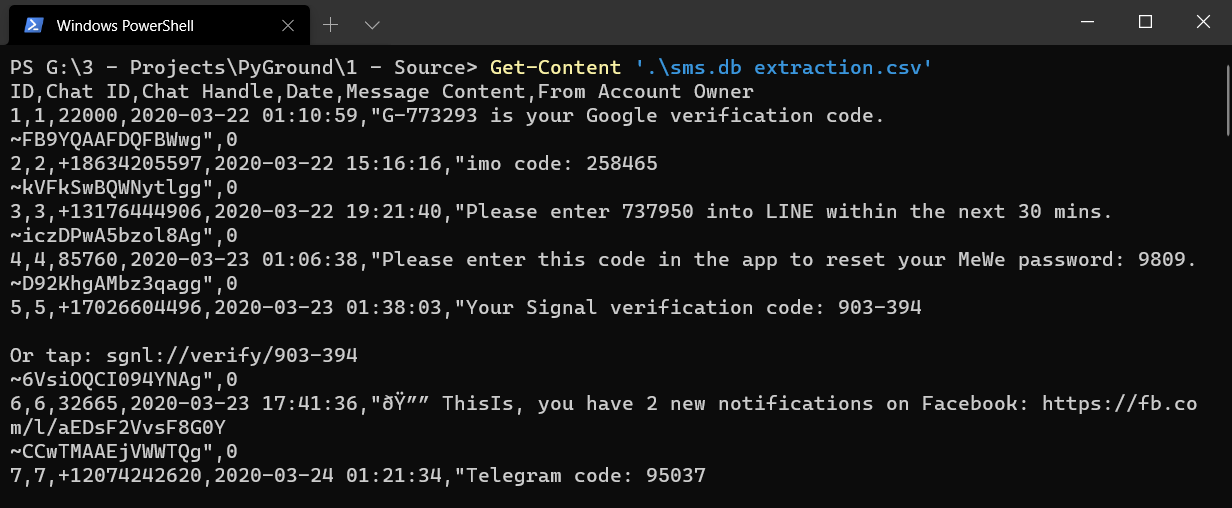 Windows PowerShell
PS G:\3 - Projects\PyGround\1 - Source> Get-Content '.\sms.db extraction.csv'
ID,Chat ID,Chat Handle,Date,Message Content,From Account Owner
1,1,22000,2020-03-22 01:10:59,"G-773293 is your Google verification code.
~FB9YQAAFDQFBWwg",0
2,2,+18634205597,2020-03-22 15:16:16,"imo code: 258465
~kVFkSwBQWNytlgg",0
3,3,+13176444906,2020-03-22 19:21:40,"Please enter 737950 into LINE within the next 30 mins.
~iczDPwA5bzol8Ag",0
4,4,85760,2020-03-23 01:06:38,"Please enter this code in the app to reset your MeWe password: 9809.
~D92KhgAMbz3qagg",0
5,5,+17026604496,2020-03-23 01:38:03,"Your Signal verification code: 903-394
Or tap: sgnl://verify/903-394
~6VsiOQCI094YNAg",0
6,6,32665,2020-03-23 17:41:36,"ðŸ”” ThisIs, you have 2 new notifications on Facebook: https://fb.co
m/l/aEDsF2VvsF8G0Y
~CCwTMAAEjVWWTQg",0
7,7,+12074242620,2020-03-24 01:21:34,"Telegram code: 95037